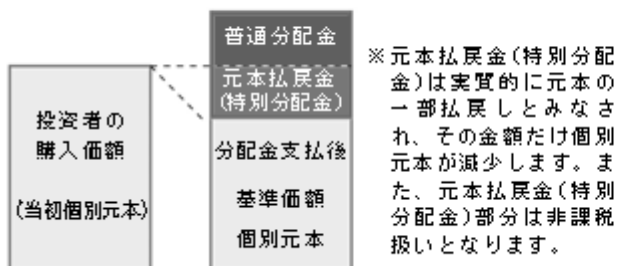 普通分配金
元本払戻金
(特別分配金)
投資者の
購入価額
(当初個別元本)
分配金支払後
基準価額
個別元本
※元本払戻金(特別分配
金)は実質的に元本の
一部払戻しとみなさ
れ、その金額だけ個別
元本が減少します。ま
た、元本払戻金(特別
分配金)部分は非課税
扱いとなります。